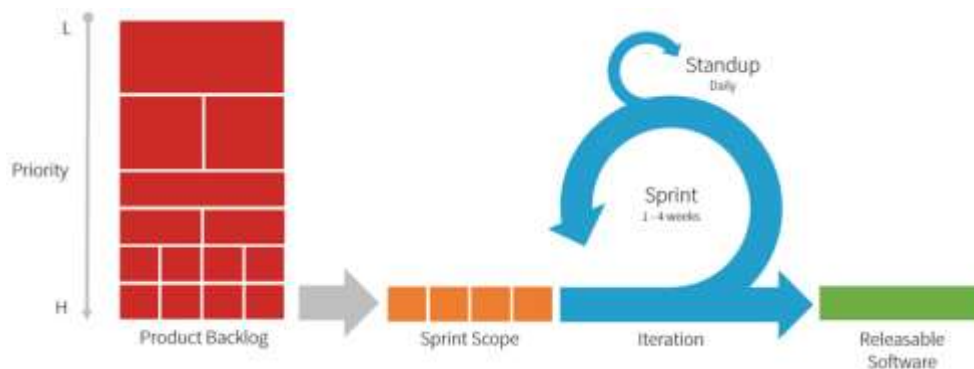 L
Priority
H
Product Backlog
Sprint Scope
Standup
Daily
Sprint
1 - 4 weeks
Iteration
Releasable
Software